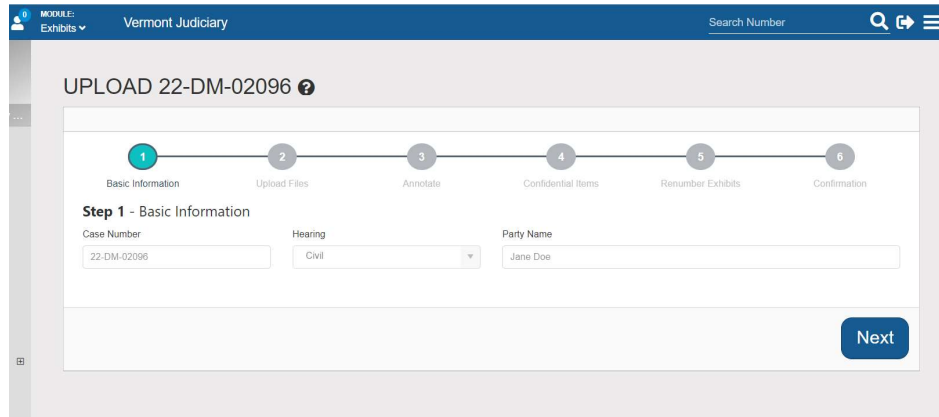 0
MODULE:
Exhibits
Vermont Judiciary
Search Number
UPLOAD 22-DM-02096 ?
...
1
2
3
4
5
6
Basic Information
Upload Files
Annotate
Confidential Items
Renumber Exhibits
Confirmation
Step 1 - Basic Information
Case Number
Hearing
Party Name
22-DM-02096
Civil
Jane Doe
Next